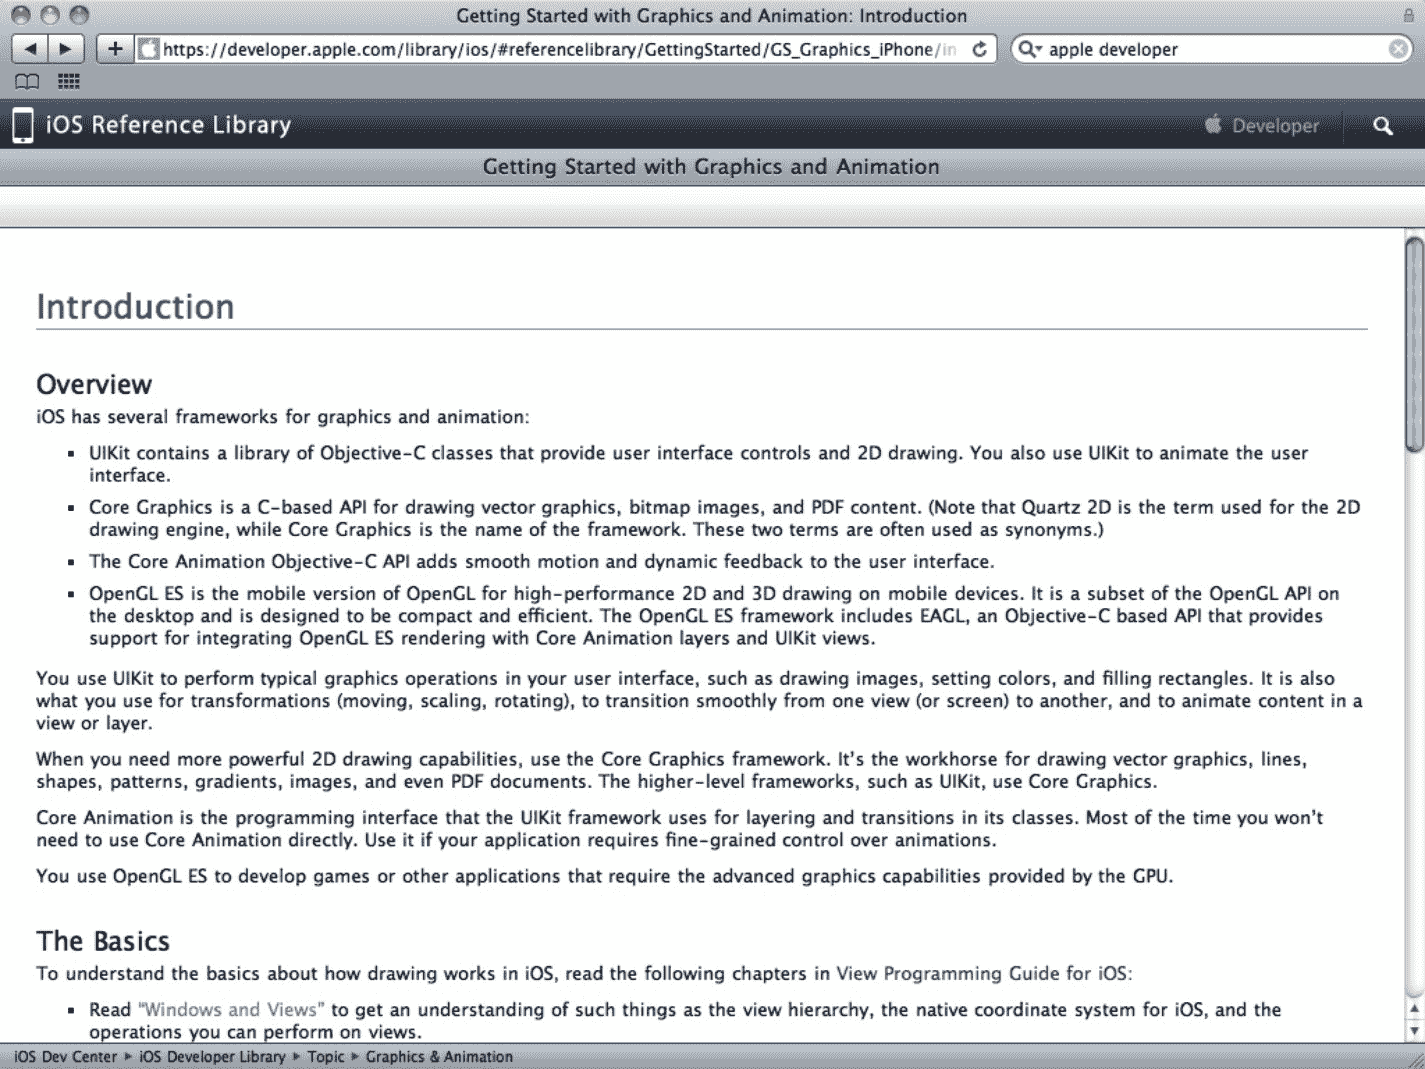 Getting Started with Graphics and Animation: Introduction
https://developer.apple.com/library/ios/#referencelibrary/GettingStarted/GS_Graphics_iPhone/in
apple developer
iOS Reference Library
Developer
Getting Started with Graphics and Animation
Introduction
Overview
iOS has several frameworks for graphics and animation:
▪ UIKit contains a library of Objective-C classes that provide user interface controls and 2D drawing. You also use UIKit to animate the user
interface.
▪ Core Graphics is a C-based API for drawing vector graphics, bitmap images, and PDF content. (Note that Quartz 2D is the term used for the 2D
drawing engine, while Core Graphics is the name of the framework. These two terms are often used as synonyms.)
▪ The Core Animation Objective-C API adds smooth motion and dynamic feedback to the user interface.
▪ OpenGL ES is the mobile version of OpenGL for high-performance 2D and 3D drawing on mobile devices. It is a subset of the OpenGL API on
the desktop and is designed to be compact and efficient. The OpenGL ES framework includes EAGL, an Objective-C based API that provides
support for integrating OpenGL ES rendering with Core Animation layers and UIKit views.
You use UIKit to perform typical graphics operations in your user interface, such as drawing images, setting colors, and filling rectangles. It is also
what you use for transformations (moving, scaling, rotating), to transition smoothly from one view (or screen) to another, and to animate content in a
view or layer.
When you need more powerful 2D drawing capabilities, use the Core Graphics framework. It's the workhorse for drawing vector graphics, lines,
shapes, patterns, gradients, images, and even PDF documents. The higher-level frameworks, such as UIKit, use Core Graphics.
Core Animation is the programming interface that the UIKit framework uses for layering and transitions in its classes. Most of the time you won't
need to use Core Animation directly. Use it if your application requires fine-grained control over animations.
You use OpenGL ES to develop games or other applications that require the advanced graphics capabilities provided by the GPU.
The Basics
To understand the basics about how drawing works in iOS, read the following chapters in View Programming Guide for iOS:
▪ Read "Windows and Views" to get an understanding of such things as the view hierarchy, the native coordinate system for iOS, and the
operations you can perform on views.
iOS Dev Center ▸ iOS Developer Library ▸ Topic ▸ Graphics & Animation